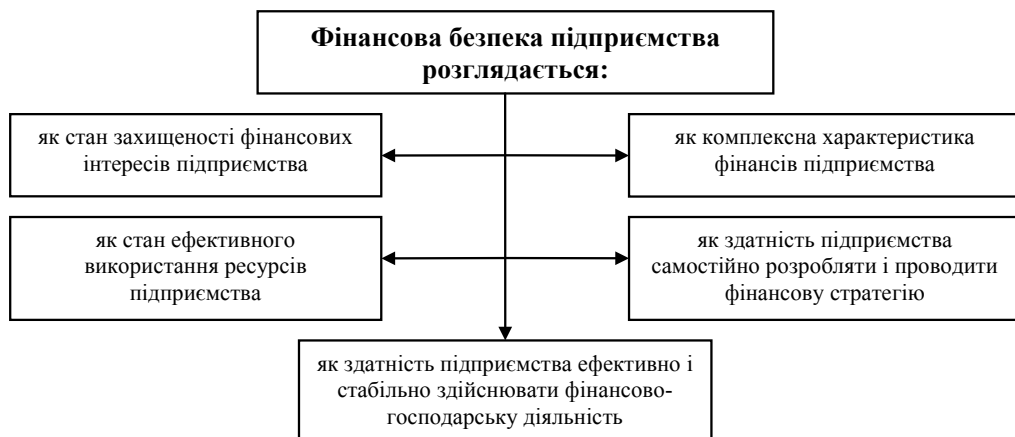 Фінансова безпека підприємства
розглядається:
як стан захищеності фінансових
інтересів підприємства
як комплексна характеристика
фінансів підприємства
як стан ефективного
використання ресурсів
підприємства
як здатність підприємства
самостійно розробляти і проводити
фінансову стратегію
як здатність підприємства ефективно і
стабільно здійснювати фінансово-
господарську діяльність